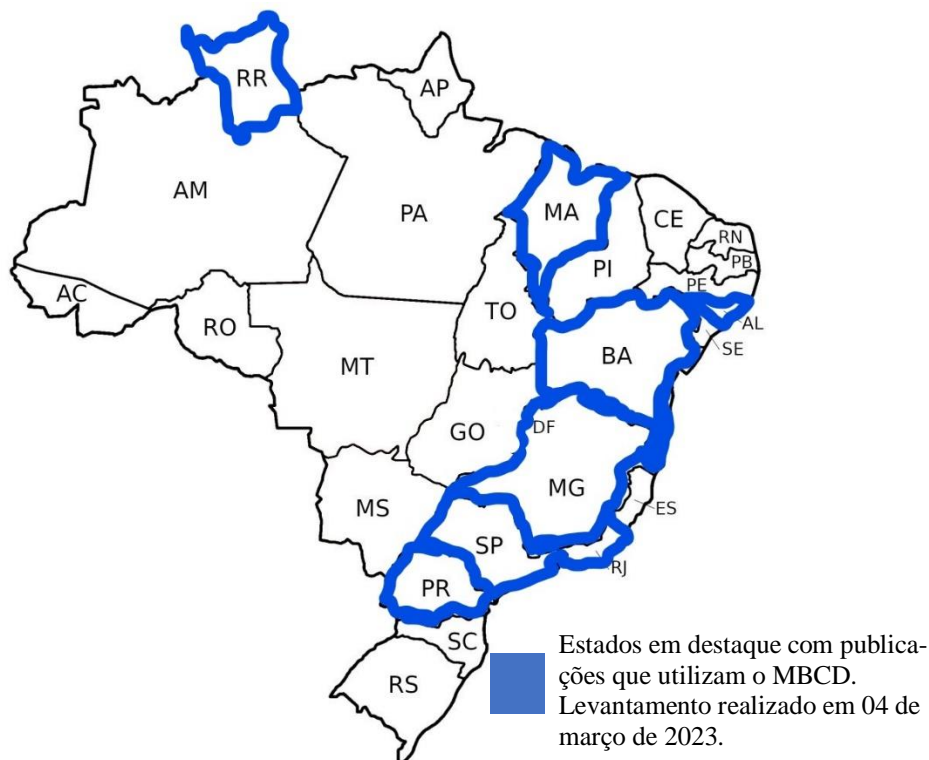 RR
AP
AM
PA
MA
CE
RN
PB
PI
PE
AC
TO
AL
RO
SE
BA
MT
GO
DF
MG
MS
ES
SP
RJ
PR
SC
RS
Estados em destaque com publica-
ções que utilizam o MBCD.
Levantamento realizado em 04 de
março de 2023.